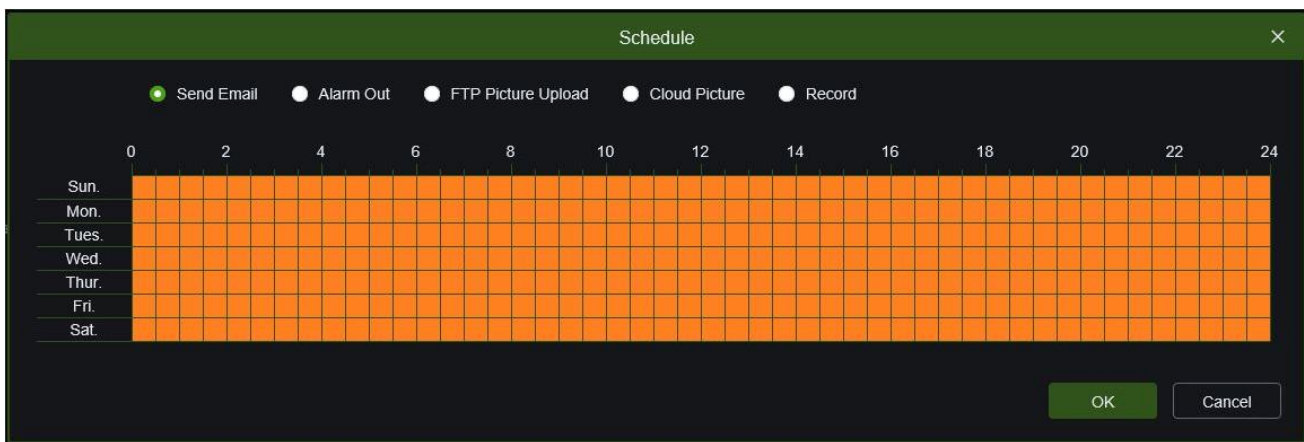 Schedule
Send Email Alarm Out FTP Picture Upload Cloud Picture Record
0 2 4 6 8 10 12 14 16 18 20 22 24
Sun.
Mon.
Tues.
Wed.
Thur.
Fri.
Sat.
OK Cancel